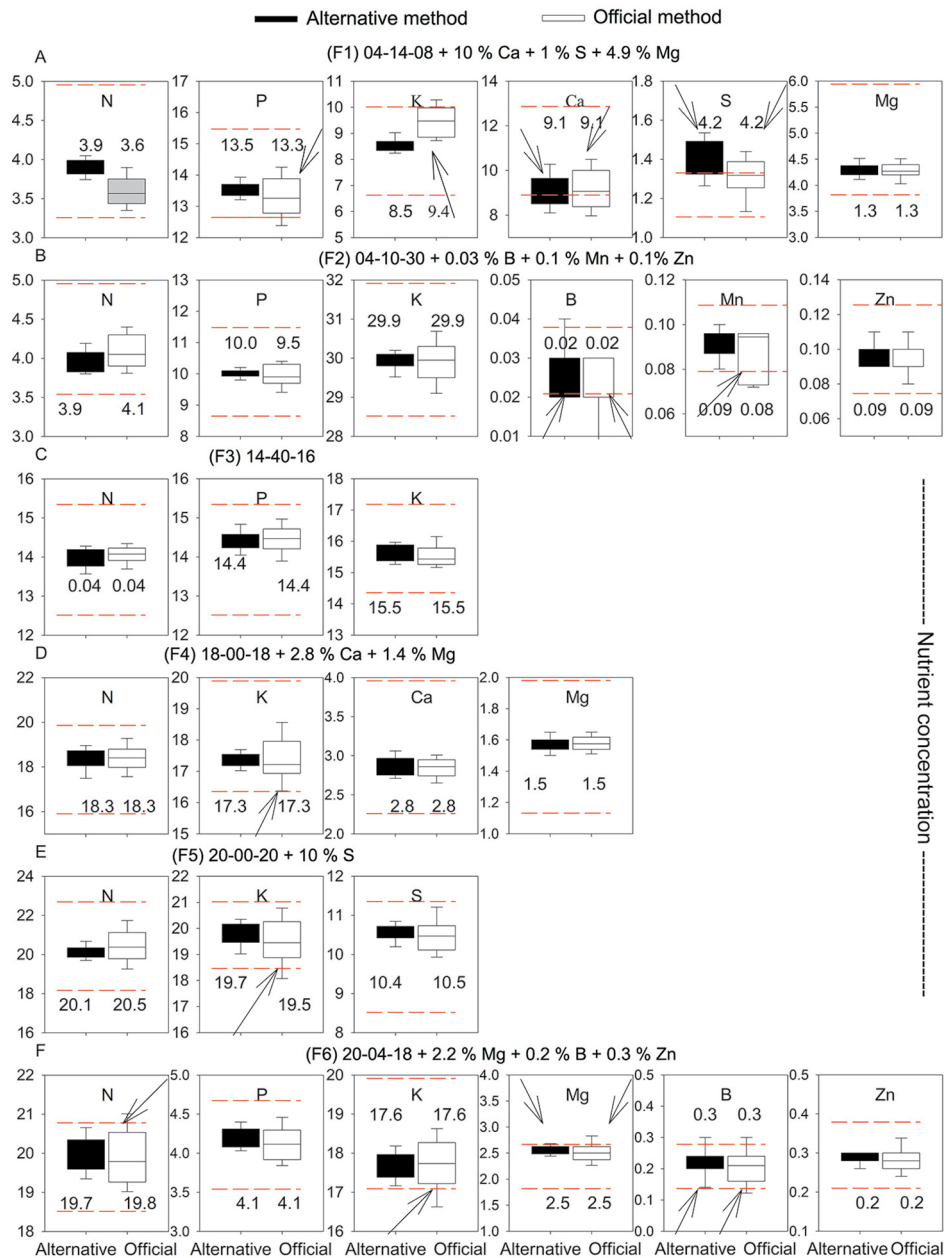 Alternative method Official method
A (F1) 04-14-08 + 10 % Ca + 1 % S + 4.9 % Mg
5.0 4.5 4.0 3.5 3.0 N 3.9 3.6
17 16 15 14 13 12 P 13.5 13.3
11 10 9 8 7 6 5 K 8.5 9.4
14 12 10 8 6 Ca 9.1 9.1
1.8 1.6 1.4 1.2 1.0 S 4.2 4.2
6.0 5.5 5.0 4.5 4.0 3.5 3.0 Mg 1.3 1.3
B (F2) 04-10-30 + 0.03 % B + 0.1 % Mn + 0.1% Zn
5.0 4.5 4.0 3.5 3.0 N 3.9 4.1
13 12 11 10 9 8 P 10.0 9.5
32 31 30 29 28 K 29.9 29.9
0.05 0.04 0.03 0.02 0.01 B 0.02 0.02
0.12 0.10 0.08 0.06 Mn 0.09 0.08
0.14 0.12 0.10 0.08 0.06 Zn 0.09 0.09
C (F3) 14-40-16
16 15 14 13 12 N 0.04 0.04
16 15 14 13 12 P 14.4 14.4
18 17 16 15 14 13 K 15.5 15.5
D (F4) 18-00-18 + 2.8 % Ca + 1.4 % Mg
22 20 18 16 N 18.3 18.3
20 19 18 17 16 15 K 17.3 17.3
4.0 3.5 3.0 2.5 2.0 Ca 2.8 2.8
2.0 1.8 1.6 1.4 1.2 1.0 Mg 1.5 1.5
E (F5) 20-00-20 + 10 % S
24 22 20 18 16 N 20.1 20.5
22 21 20 19 18 17 16 K 19.7 19.5
12 11 10 9 8 S 10.4 10.5
Nutrient concentration
F (F6) 20-04-18 + 2.2 % Mg + 0.2 % B + 0.3 % Zn
22 21 20 19 18 N 19.7 19.8
5.0 4.5 4.0 3.5 3.0 P 4.1 4.1
20 19 18 17 16 K 17.6 17.6
4.0 3.5 3.0 2.5 2.0 1.5 1.0 Mg 2.5 2.5
0.5 0.4 0.3 0.2 0.1 0.0 B 0.3 0.3
0.5 0.4 0.3 0.2 0.1 Zn 0.2 0.2
Alternative Official Alternative Official Alternative Official Alternative Official Alternative Official Alternative Official